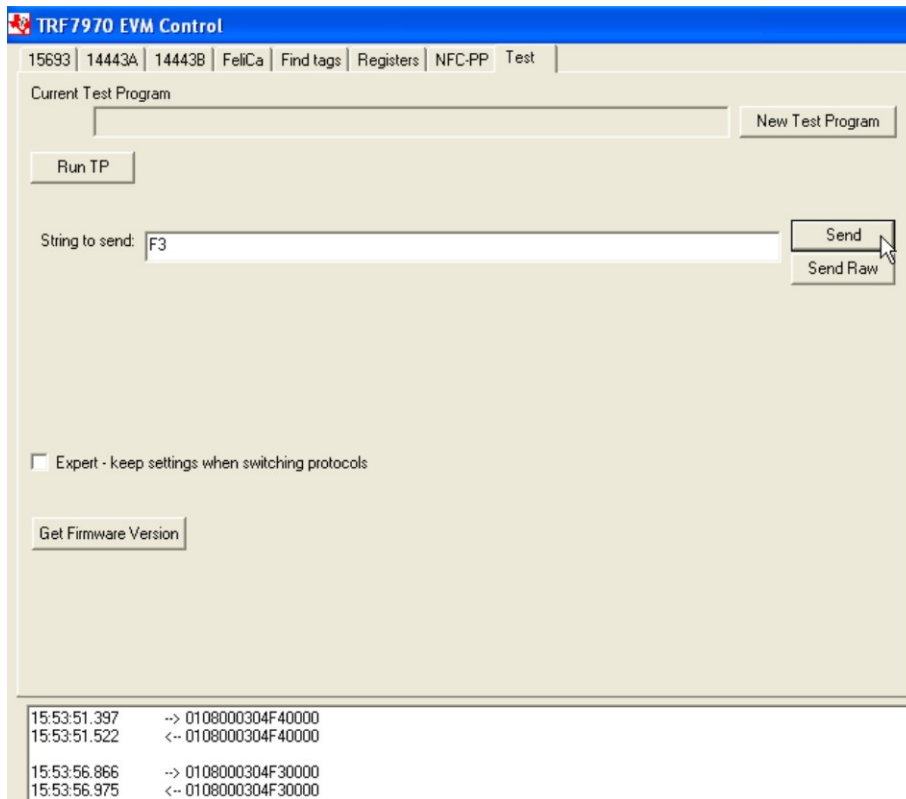 TRF7970 EVM Control
15693 14443A 14443B FeliCa Find tags Registers NFC-PP Test
Current Test Program
New Test Program
Run TP
String to send: F3 Send
Send Raw
Expert - keep settings when switching protocols
Get Firmware Version
15:53:51.397 --> 0108000304F40000
15:53:51.522 <-- 0108000304F40000
15:53:56.866 --> 0108000304F30000
15:53:56.975 <-- 0108000304F30000